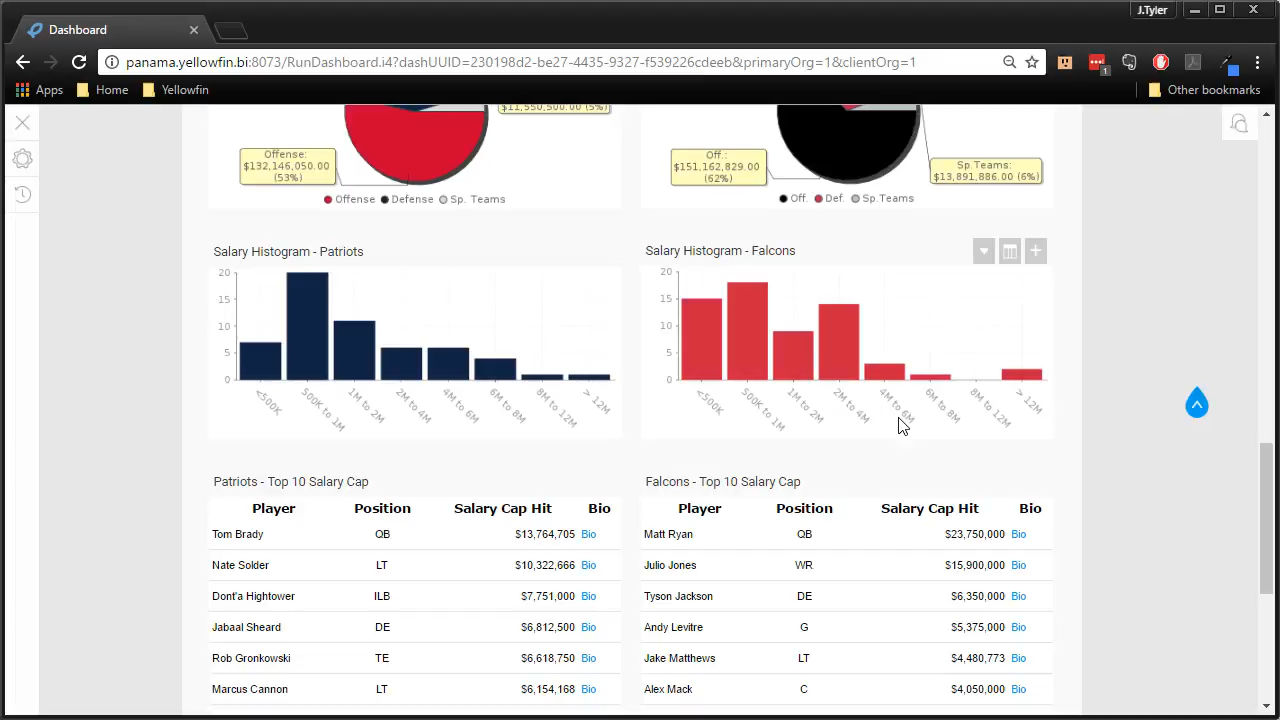 J.Tyler
Dashboard
panama.yellowfin.bi:8073/RunDashboard.i4?dashUUID=230198d2-be27-4435-9327-f539226cdeeb&primaryOrg=1&clientOrg=1
1
Apps Home Yellowfin Other bookmarks
$11,550,500.00 (5%)
Offense:
$132,146,050.00
(53%)
Off.:
$151,162,829.00
(62%)
Sp.Teams:
$13,891,886.00 (6%)
Offense Defense Sp. Teams
Off. Def. Sp.Teams
Salary Histogram - Patriots
20
15
10
5
0
<500K 500K to 1M 1M to 2M 2M to 4M 4M to 6M 6M to 8M 8M to 12M > 12M
Salary Histogram - Falcons
20
15
10
5
0
<500K 500K to 1M 1M to 2M 2M to 4M 4M to 6M 6M to 8M 8M to 12M > 12M
Patriots - Top 10 Salary Cap
Player Position Salary Cap Hit Bio
Tom Brady QB $13,764,705 Bio
Nate Solder LT $10,322,666 Bio
Dont'a Hightower ILB $7,751,000 Bio
Jabaal Sheard DE $6,812,500 Bio
Rob Gronkowski TE $6,618,750 Bio
Marcus Cannon LT $6,154,168 Bio
Falcons - Top 10 Salary Cap
Player Position Salary Cap Hit Bio
Matt Ryan QB $23,750,000 Bio
Julio Jones WR $15,900,000 Bio
Tyson Jackson DE $6,350,000 Bio
Andy Levitre G $5,375,000 Bio
Jake Matthews LT $4,480,773 Bio
Alex Mack C $4,050,000 Bio